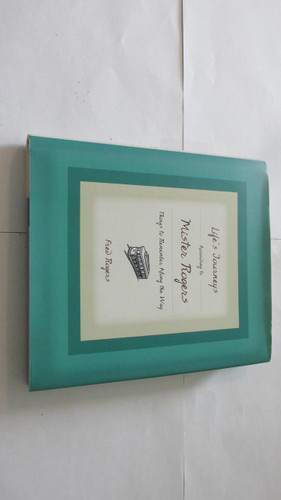 Life's Journeys
According to
Mister Rogers
Things to Remember Along the Way
Fred Rogers